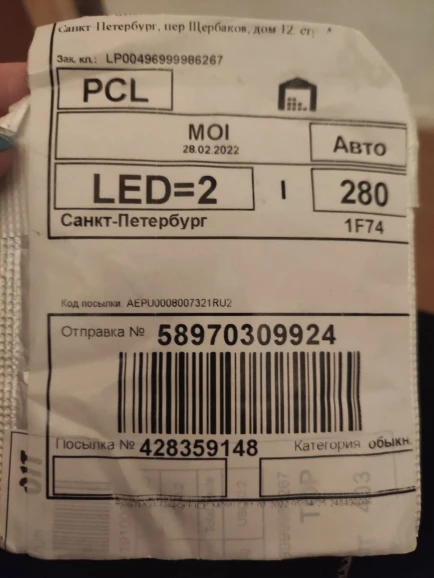 Санкт Петербург, пер Щербаков, дом 12. ст
Зак. кл.: LP00496999986267
PCL
MOI
28.02.2022
Авто
LED=2 I 280
Санкт-Петербург 1F74
Код посылки: AEPU0008007321RU2
Отправка № 58970309924
Посылка № 428359148 Категория обыкн.